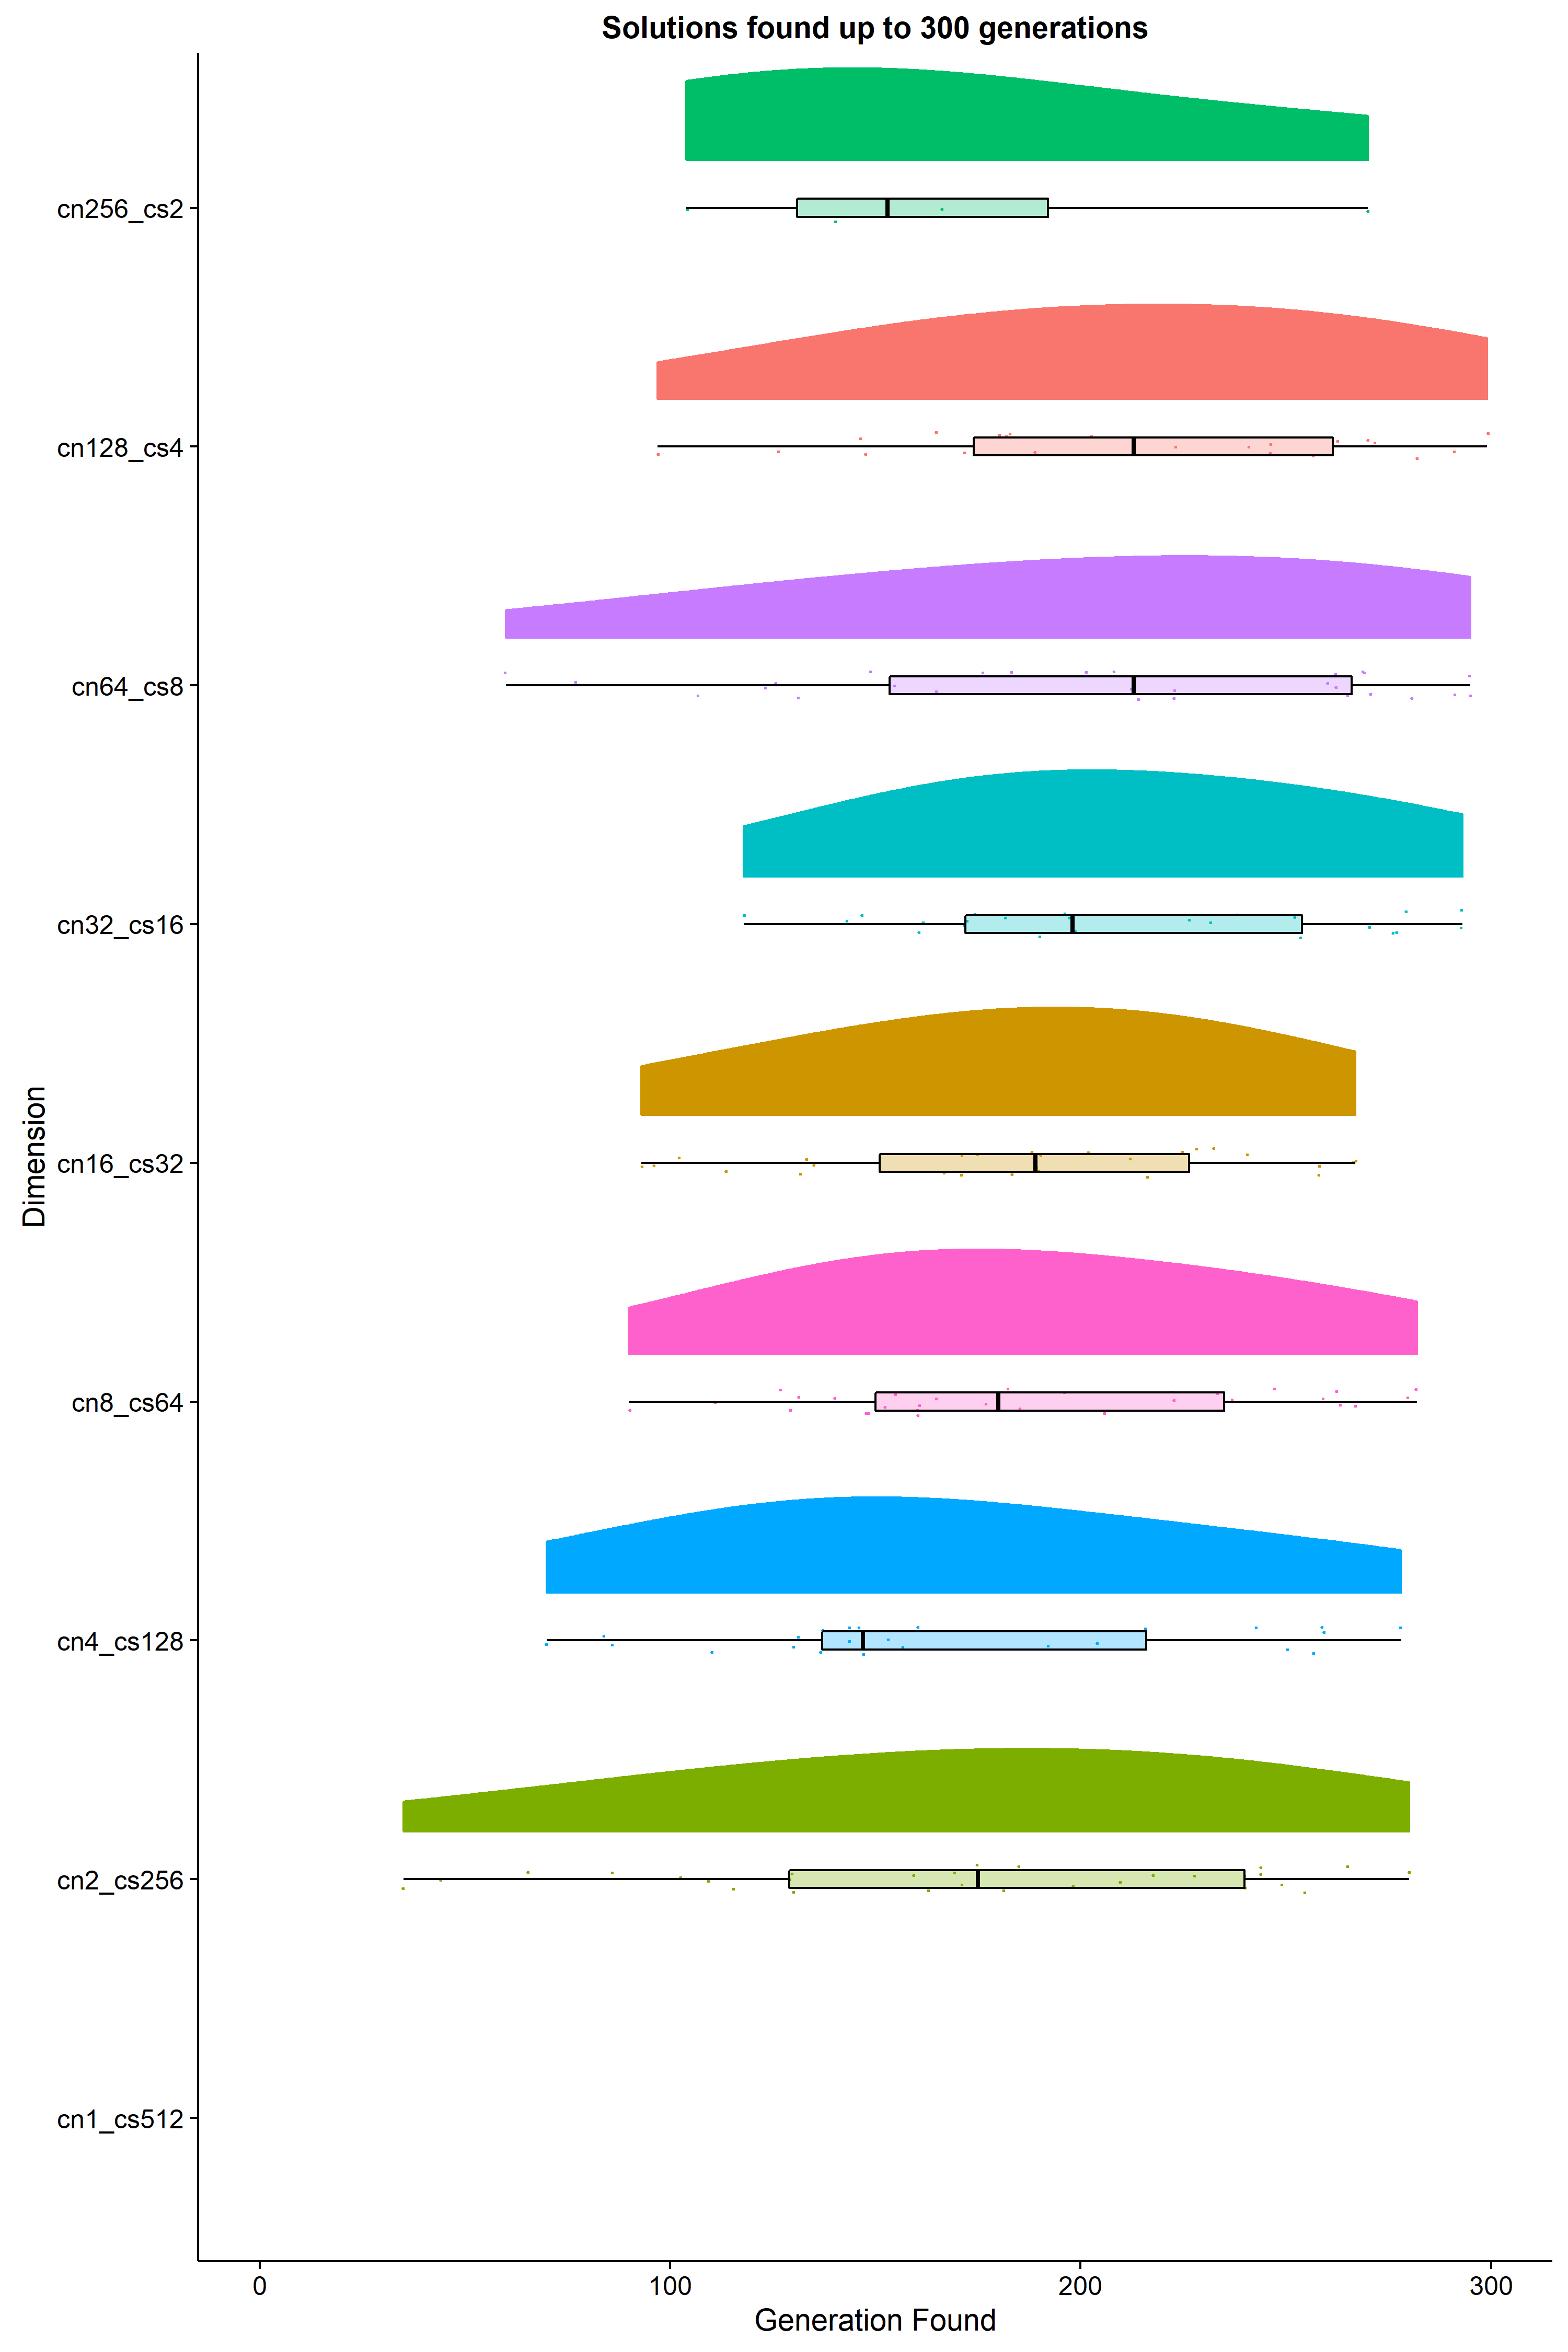 Solutions found up to 300 generations
cn256_cs2
cn128_cs4
cn64_cs8
cn32_cs16
cn16_cs32
Dimension
cn8_cs64
cn4_cs128
cn2_cs256
cn1_cs512
0 100 200 300
Generation Found